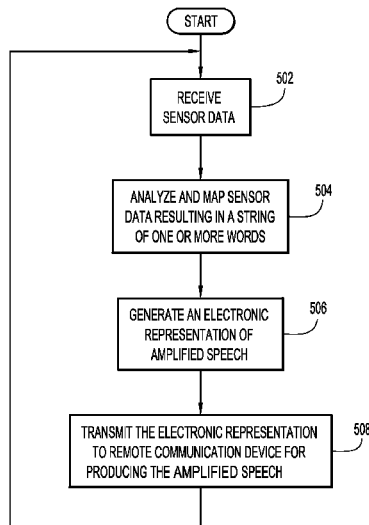 START
502
RECEIVE
SENSOR DATA
504
ANALYZE AND MAP SENSOR
DATA RESULTING IN A STRING
OF ONE OR MORE WORDS
506
GENERATE AN ELECTRONIC
REPRESENTATION OF
AMPLIFIED SPEECH
508
TRANSMIT THE ELECTRONIC REPRESENTATION
TO REMOTE COMMUNICATION DEVICE FOR
PRODUCING THE AMPLIFIED SPEECH